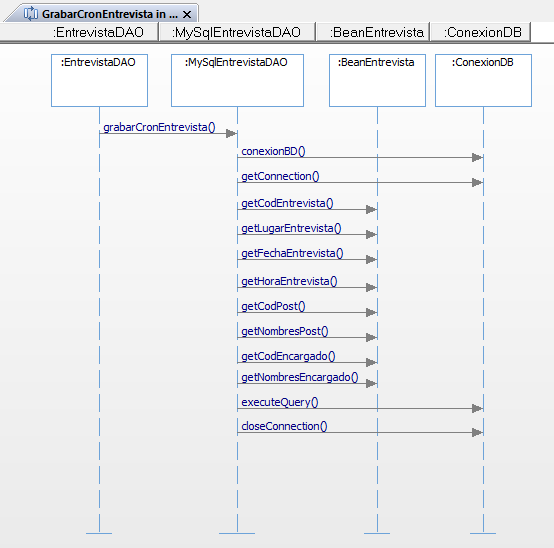 GrabarCronEntrevista in ...
:EntrevistaDAO :MySqlEntrevistaDAO :BeanEntrevista :ConexionDB
:EntrevistaDAO :MySqlEntrevistaDAO :BeanEntrevista :ConexionDB
grabarCronEntrevista()
conexionBD()
getConnection()
getCodEntrevista()
getLugarEntrevista()
getFechaEntrevista()
getHoraEntrevista()
getCodPost()
getNombresPost()
getCodEncargado()
getNombresEncargado()
executeQuery()
closeConnection()